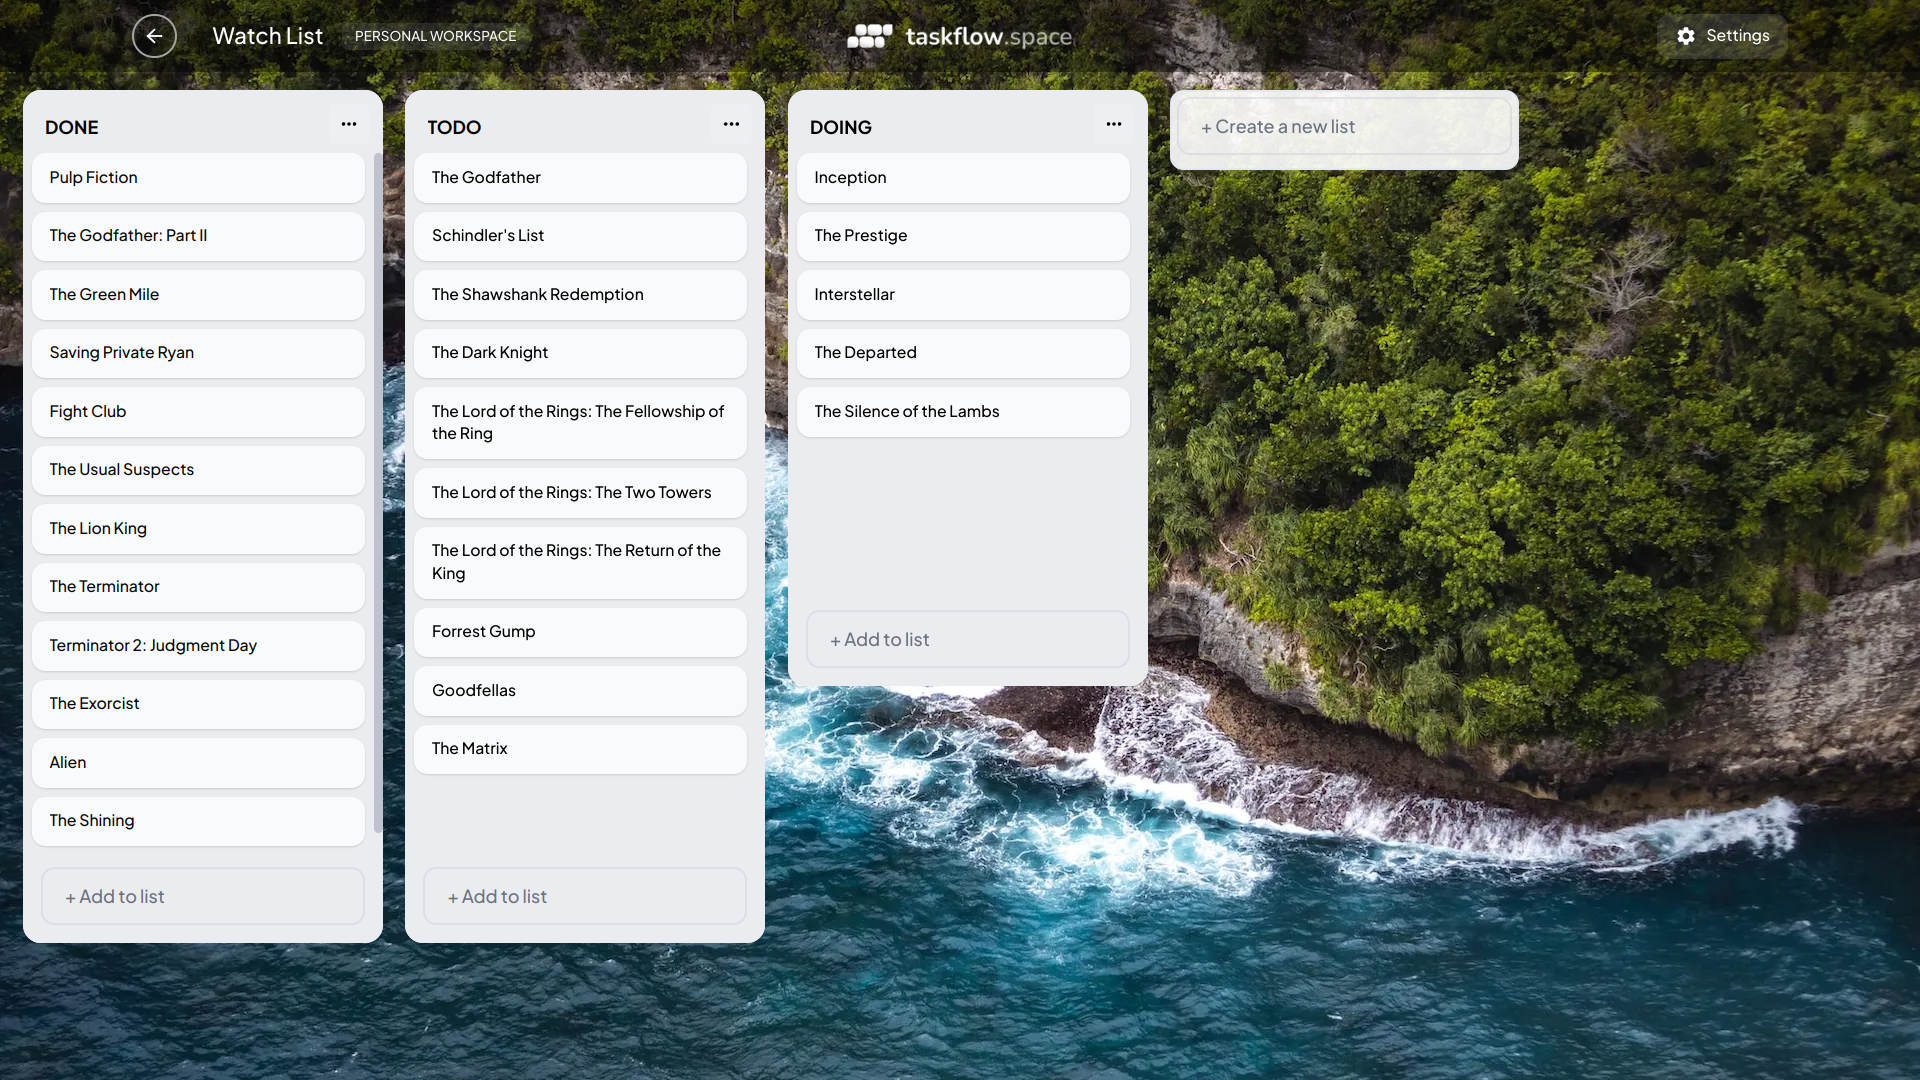 Watch List
PERSONAL WORKSPACE
taskflow.space
Settings
DONE
Pulp Fiction
The Godfather: Part II
The Green Mile
Saving Private Ryan
Fight Club
The Usual Suspects
The Lion King
The Terminator
Terminator 2: Judgment Day
The Exorcist
Alien
The Shining
+ Add to list
TODO
The Godfather
Schindler's List
The Shawshank Redemption
The Dark Knight
The Lord of the Rings: The Fellowship of
the Ring
The Lord of the Rings: The Two Towers
The Lord of the Rings: The Return of the
King
Forrest Gump
Goodfellas
The Matrix
+ Add to list
DOING
Inception
The Prestige
Interstellar
The Departed
The Silence of the Lambs
+ Add to list
+ Create a new list